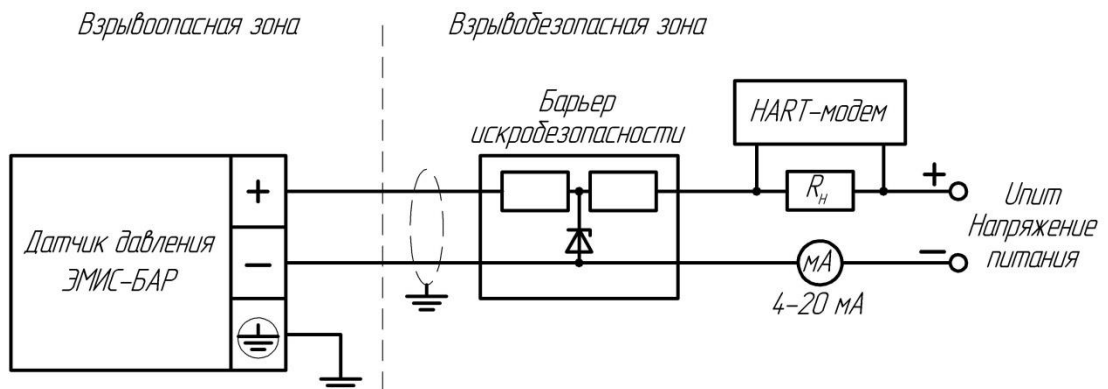 Взрывоопасная зона
Взрывобезопасная зона
Барьер
искробезопасности
HART-модем
+
Rн
+
Uпит
Напряжение
питания
Датчик давления
ЭМИС-БАР
−
мА
−
4-20 мА